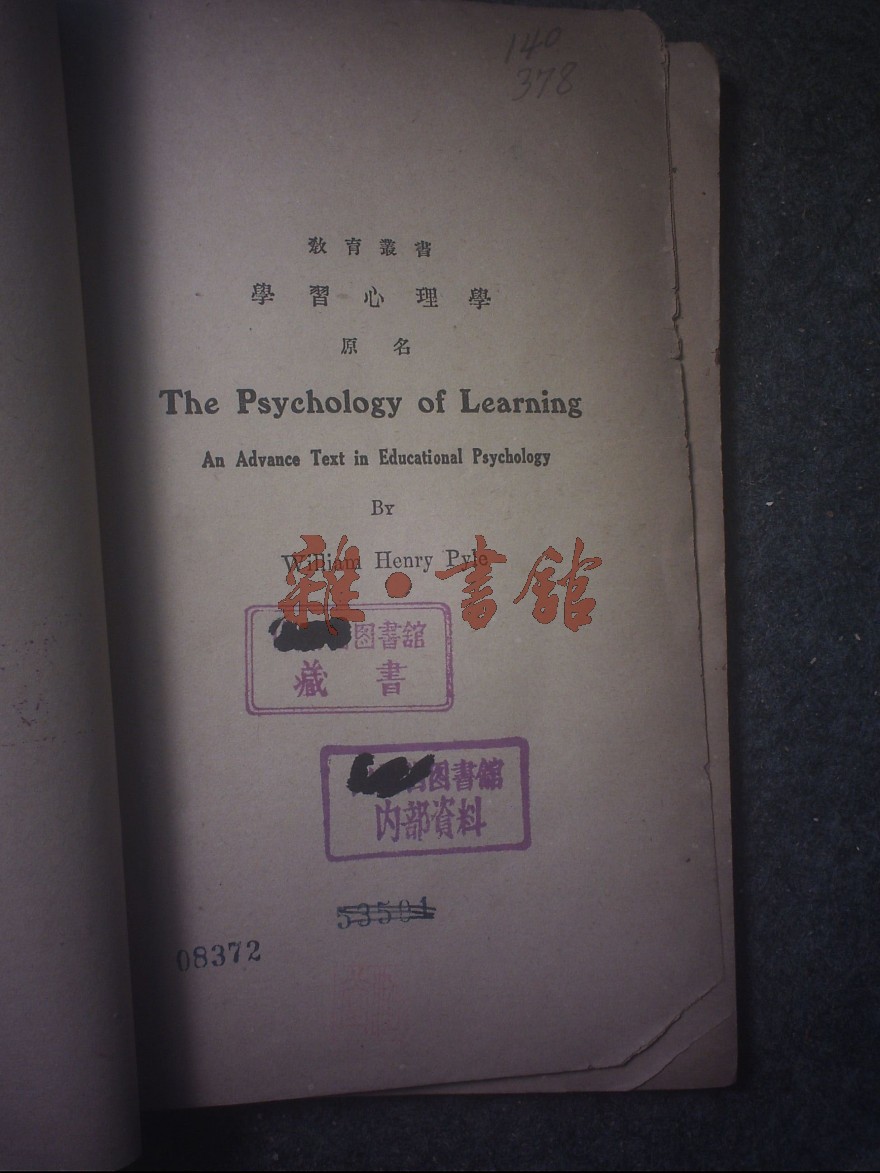 140
378
教育叢書
學習心理學
原名
The Psychology of Learning
An Advance Text in Educational Psychology
By
William Henry Pyle
雜·書館
图書舘
藏書
图書舘
内部資料
53504
08372